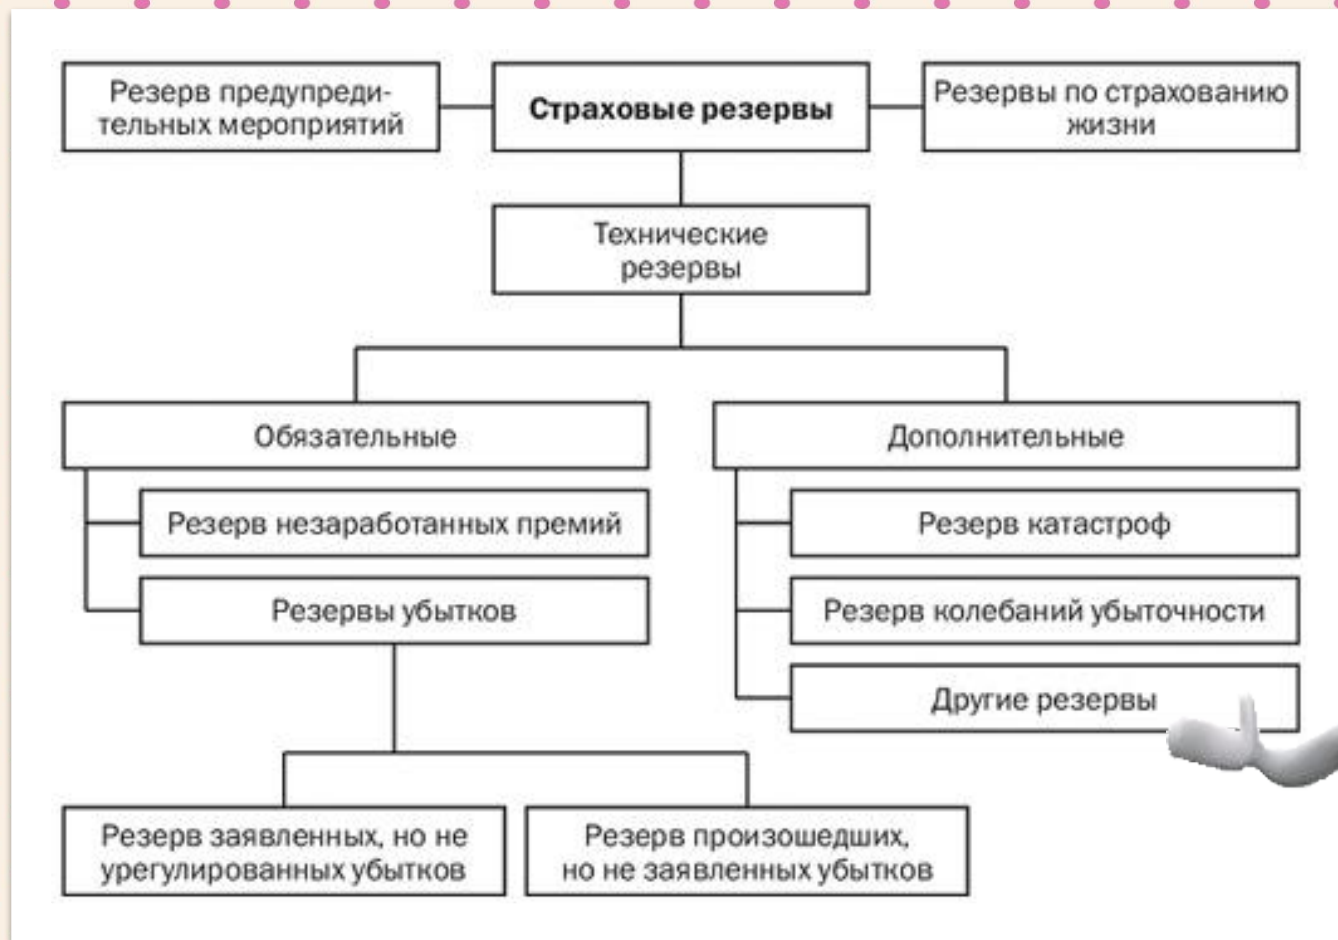 Резерв предупреди-
тельных мероприятий
Страховые резервы
Резервы по страхованию
жизни
Технические
резервы
Обязательные
Дополнительные
Резерв незаработанных премий
Резерв катастроф
Резервы убытков
Резерв колебаний убыточности
Другие резервы
Резерв заявленных, но не
урегулированных убытков
Резерв произошедших,
но не заявленных убытков